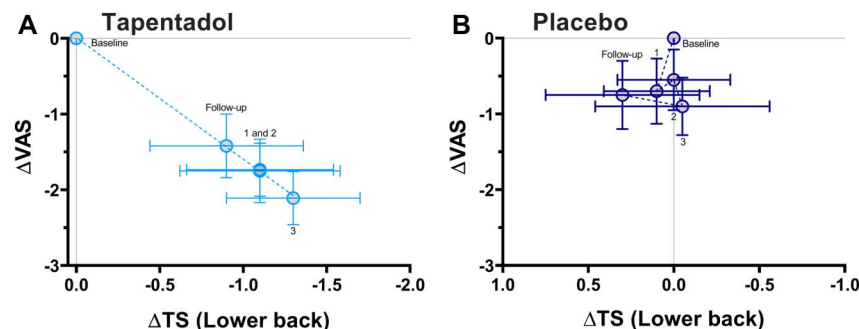 A Tapentadol
0
Baseline
Follow-up
1 and 2
3
-1
-2
-3
ΔVAS
0.0 -0.5 -1.0 -1.5 -2.0
ΔTS (Lower back)
B Placebo
0
Baseline
Follow-up
1
2
3
-1
-2
-3
ΔVAS
1.0 0.5 0.0 -0.5 -1.0
ΔTS (Lower back)